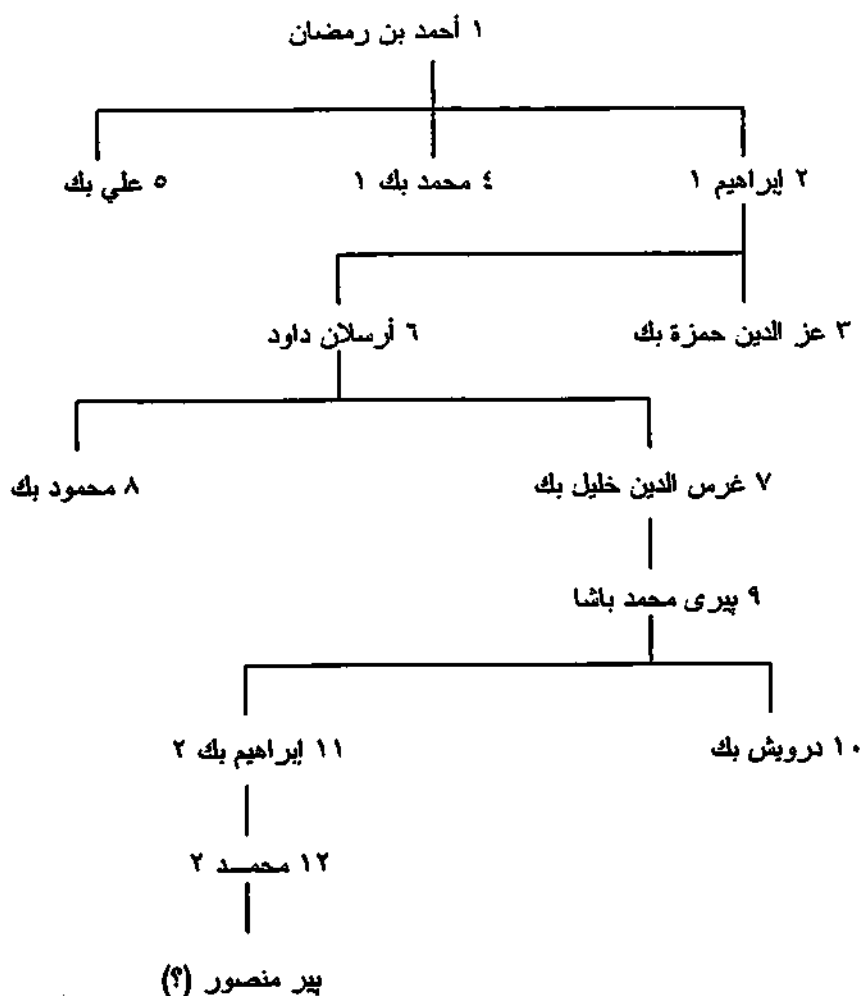 ١ أحمد بن رمضان
٢ إبراهيم ١
٤ محمد بك ١
٥ علي بك
٣ عز الدين حمزة بك
٦ أرسلان داود
٧ غرس الدين خليل بك
٨ محمود بك
٩ پيرى محمد باشا
١٠ درويش بك
١١ إبراهيم بك ٢
١٢ محمـد ٢
پير منصور (؟)